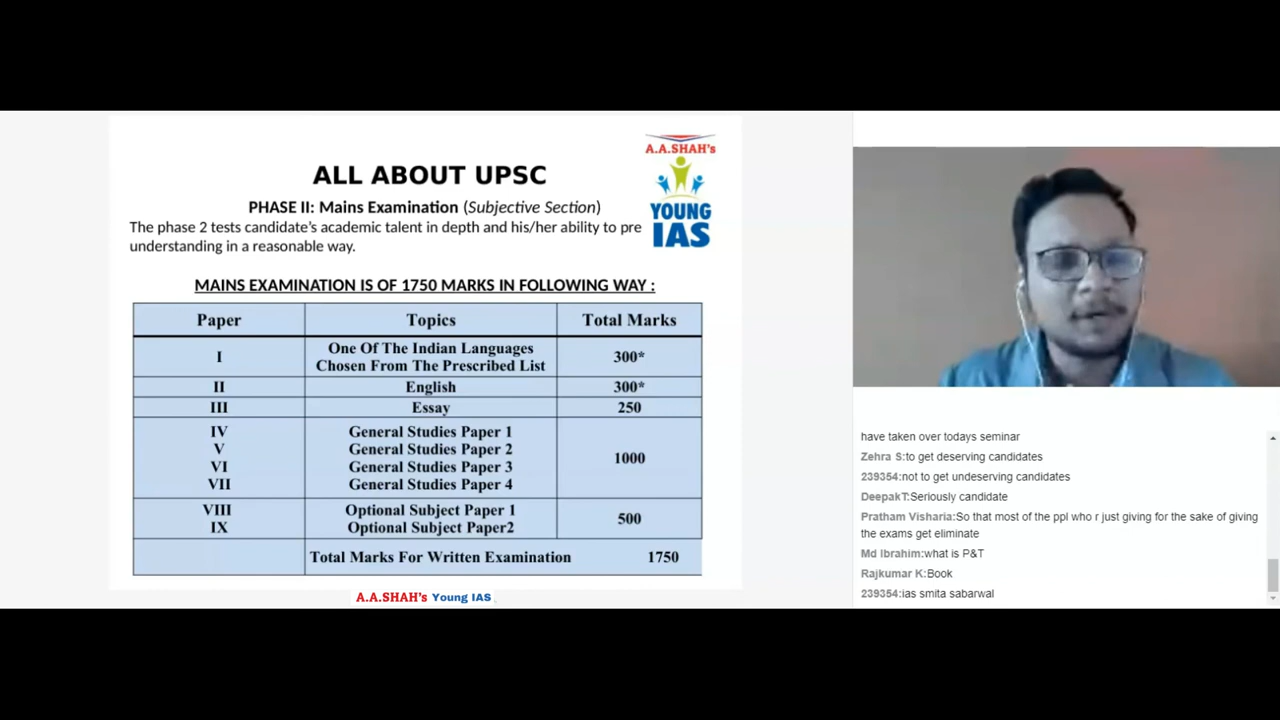 A.A.SHAH's
YOUNG
IAS
ALL ABOUT UPSC
PHASE II: Mains Examination (Subjective Section)
The phase 2 tests candidate's academic talent in depth and his/her ability to pre
understanding in a reasonable way.
MAINS EXAMINATION IS OF 1750 MARKS IN FOLLOWING WAY :
Paper Topics Total Marks
I One Of The Indian Languages Chosen From The Prescribed List 300*
II English 300*
III Essay 250
IV General Studies Paper 1
V General Studies Paper 2
VI General Studies Paper 3
VII General Studies Paper 4
1000
VIII Optional Subject Paper 1
IX Optional Subject Paper2
500
Total Marks For Written Examination 1750
A.A.SHAH's Young IAS
have taken over todays seminar
Zehra S:to get deserving candidates
239354:not to get undeserving candidates
DeepakT:Seriously candidate
Pratham Visharia:So that most of the ppl who r just giving for the sake of giving
the exams get eliminate
Md Ibrahim:what is P&T
Rajkumar K:Book
239354:ias smita sabarwal